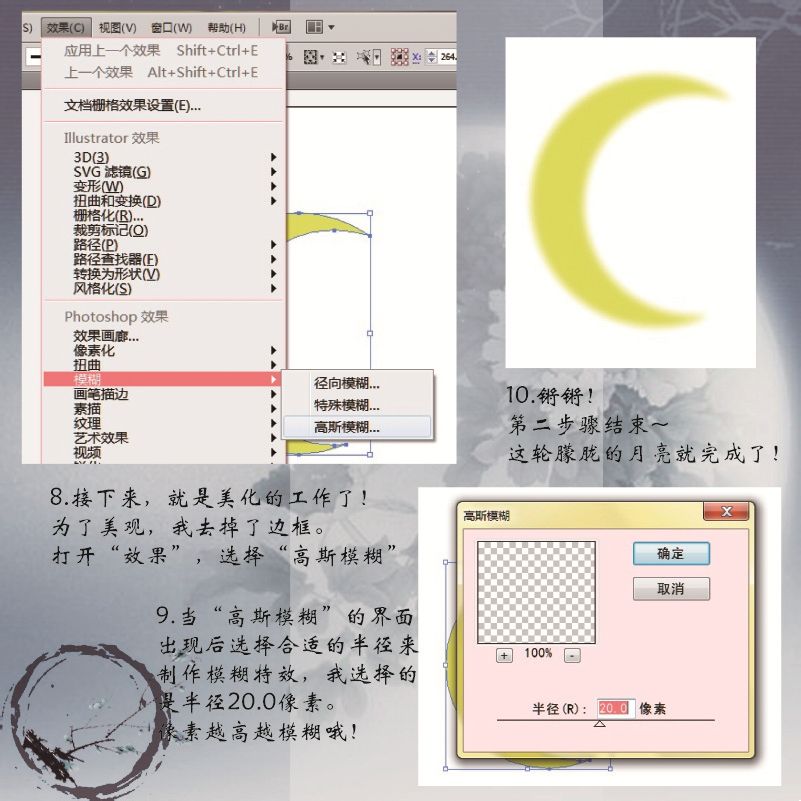 S) 效果(C) 视图(V) 窗口(W) 帮助(H) Br
应用上一个效果 Shift+Ctrl+E
上一个效果 Alt+Shift+Ctrl+E
% X: 264.
文档栅格效果设置(E)...
Illustrator 效果
3D(3)
SVG 滤镜(G)
变形(W)
扭曲和变换(D)
栅格化(R)...
裁剪标记(O)
路径(P)
路径查找器(F)
转换为形状(V)
风格化(S)
Photoshop 效果
效果画廊...
像素化
扭曲
模糊
径向模糊...
特殊模糊...
高斯模糊...
画笔描边
素描
纹理
艺术效果
视频
10.锵锵!
第二步骤结束~
这轮朦胧的月亮就完成了!
8.接下来，就是美化的工作了!
为了美观，我去掉了边框。
打开“效果”，选择“高斯模糊”
高斯模糊
X
确定
取消
+ 100% -
半径(R): 20.0 像素
9.当“高斯模糊”的界面
出现后选择合适的半径来
制作模糊特效，我选择的
是半径20.0像素。
像素越高越模糊哦!